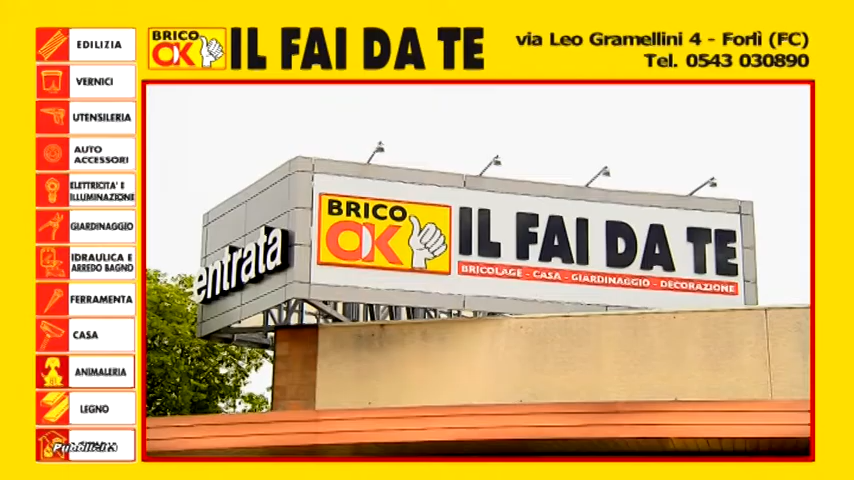 BRICO
OK
IL FAI DA TE
via Leo Gramellini 4 - Forlì (FC)
Tel. 0543 030890
EDILIZIA
VERNICI
UTENSILERIA
AUTO
ACCESSORI
ELETTRICITA' E
ILLUMINAZIONE
GIARDINAGGIO
IDRAULICA E
ARREDO BAGNO
FERRAMENTA
CASA
ANIMALERIA
LEGNO
Pubblicità
entrata
BRICO
OK
IL FAI DA TE
BRICOLAGE - CASA - GIARDINAGGIO - DECORAZIONE